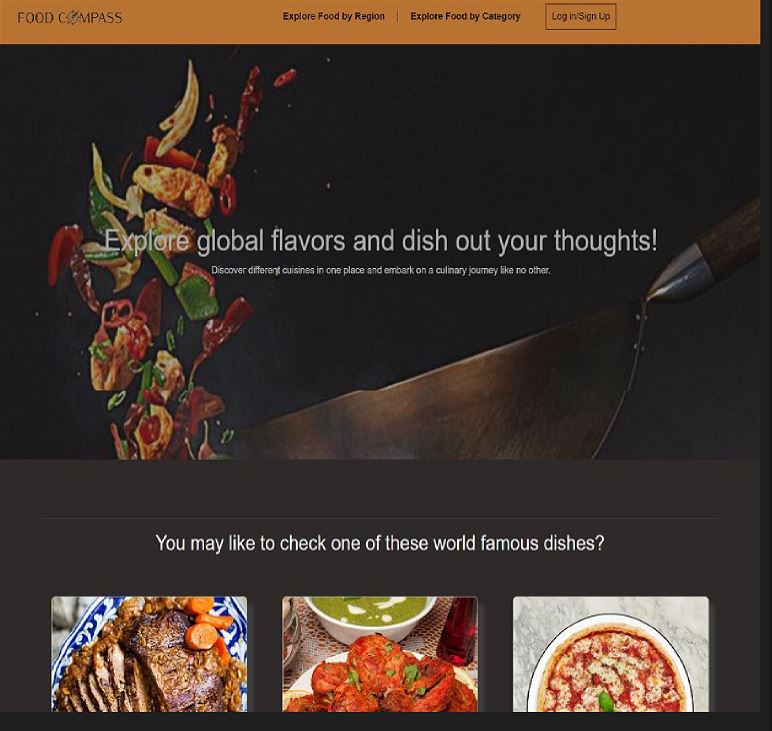 FOOD COMPASS
Explore Food by Region | Explore Food by Category
Log in/Sign Up
Explore global flavors and dish out your thoughts!
Discover different cuisines in one place and embark on a culinary journey like no other.
You may like to check one of these world famous dishes?